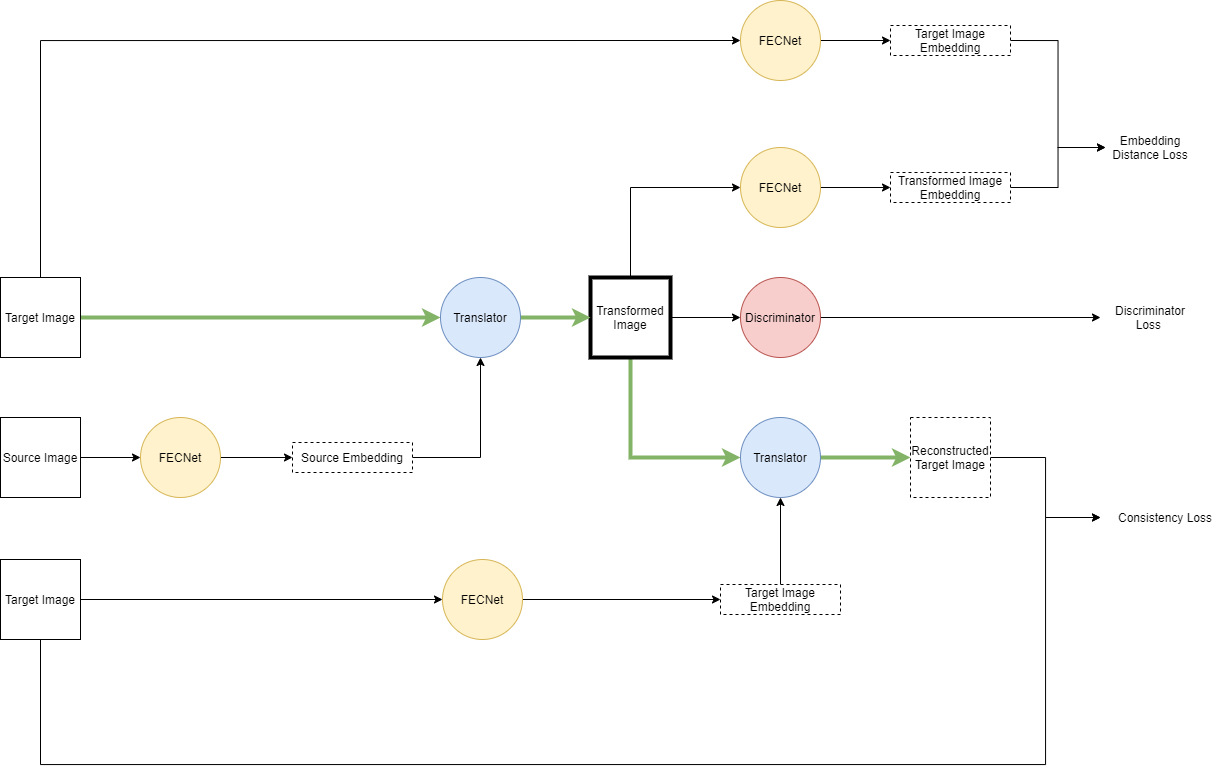 FECNet
Target Image
Embedding
Embedding
Distance Loss
FECNet
Transformed Image
Embedding
Target Image
Translator
Transformed
Image
Discriminator
Discriminator
Loss
Source Image
FECNet
Source Embedding
Translator
Reconstructed
Target Image
Consistency Loss
Target Image
FECNet
Target Image
Embedding